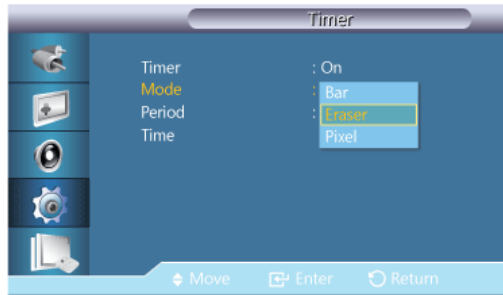 Timer
Timer : On
Mode : Bar
Period : Eraser
Time Pixel
Move Enter Return